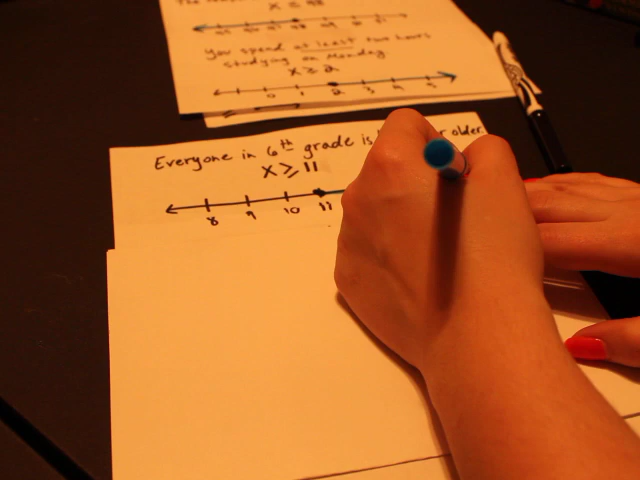 x ≤ 98
You spend at least two hours
studying on Monday.
x ≥ 2
0 1 2 3 4 5
Everyone in 6th grade is older.
x ≥ 11
8 9 10 11